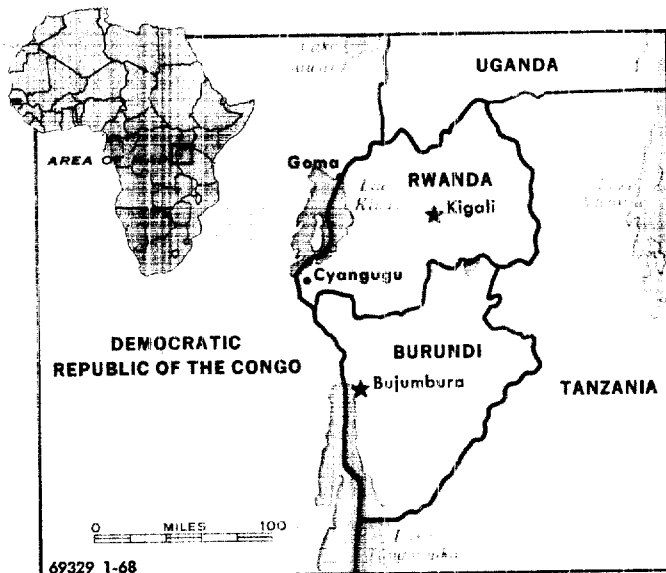 UGANDA
AREA OF
Goma
RWANDA
Kigali
Cyangugu
DEMOCRATIC
REPUBLIC OF THE CONGO
BURUNDI
Bujumbura
TANZANIA
0 MILES 100
69329 1-68